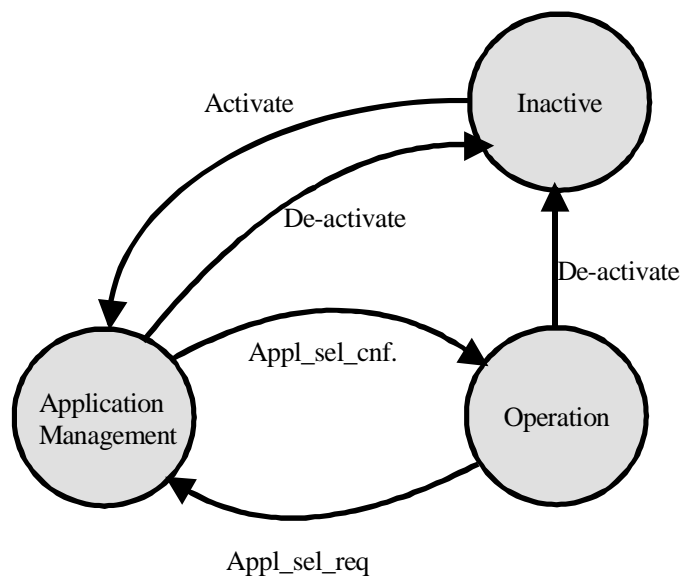 Activate
Inactive
De-activate
De-activate
Appl_sel_cnf.
Application
Management
Operation
Appl_sel_req